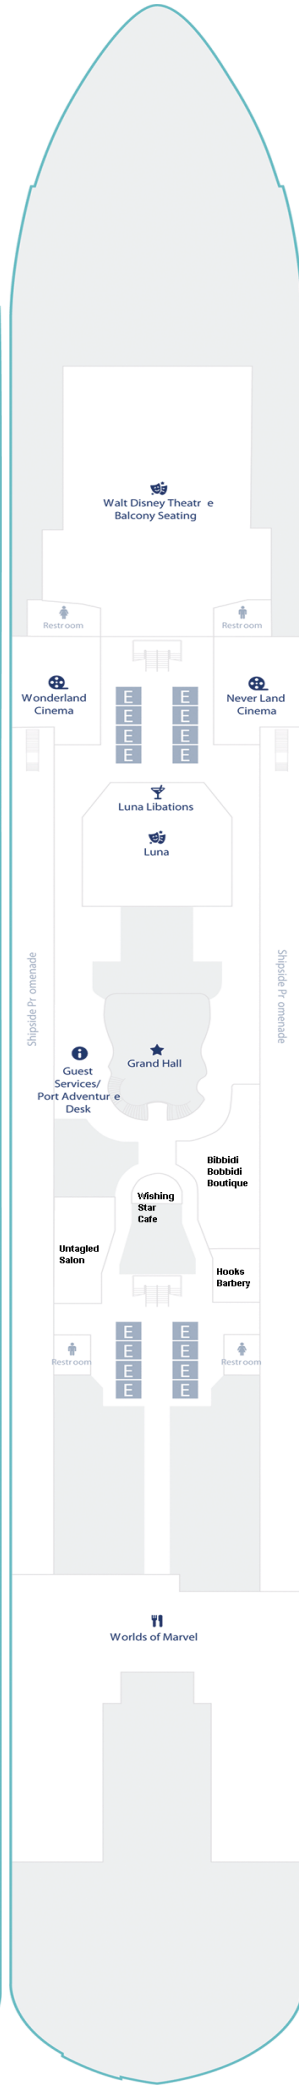 Walt Disney Theatr e
Balcony Seating
Restroom
Restroom
Wonderland
Cinema
Never Land
Cinema
E E
E E
E E
E E
Luna Libations
Luna
Shipside Pr omenade
Shipside Pr omenade
Grand Hall
Guest
Services/
Port Adventur e
Desk
Bibbidi
Bobbidi
Boutique
Wishing
Star
Cafe
Untagled
Salon
Hooks
Barbery
E E
E E
E E
E E
Restroom
Restroom
Worlds of Marvel